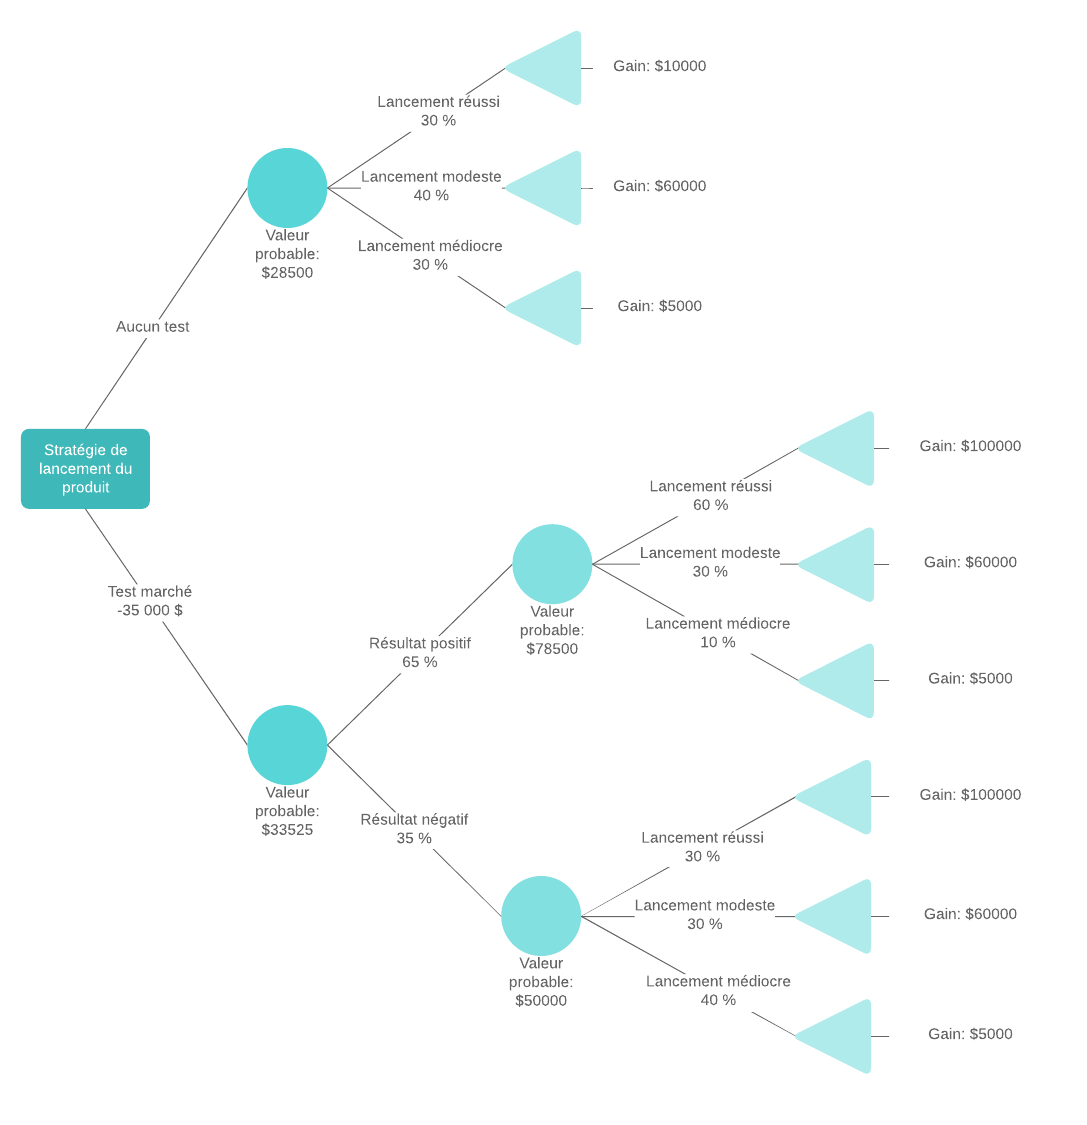 Gain: $10000
Lancement réussi
30 %
Lancement modeste
40 %
Gain: $60000
Valeur
probable:
$28500
Lancement médiocre
30 %
Gain: $5000
Aucun test
Stratégie de
lancement du
produit
Test marché
-35 000 $
Gain: $100000
Lancement réussi
60 %
Lancement modeste
30 %
Gain: $60000
Valeur
probable:
$78500
Lancement médiocre
10 %
Gain: $5000
Résultat positif
65 %
Valeur
probable:
$33525
Résultat négatif
35 %
Gain: $100000
Lancement réussi
30 %
Lancement modeste
30 %
Gain: $60000
Valeur
probable:
$50000
Lancement médiocre
40 %
Gain: $5000